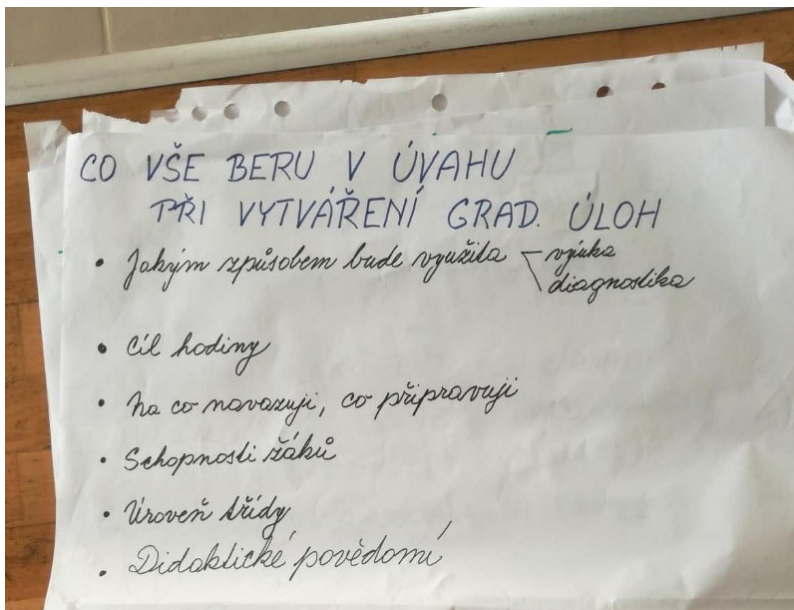 CO VŠE BERU V ÚVAHU
PŘI VYTVÁŘENÍ GRAD. ÚLOH
• Jakým způsobem bude využita výuka
diagnostika
• Cíl hodiny
• Na co navazuji, co připravuji
• Schopnosti žáků
• Úroveň třídy
• Didaktické povědomí